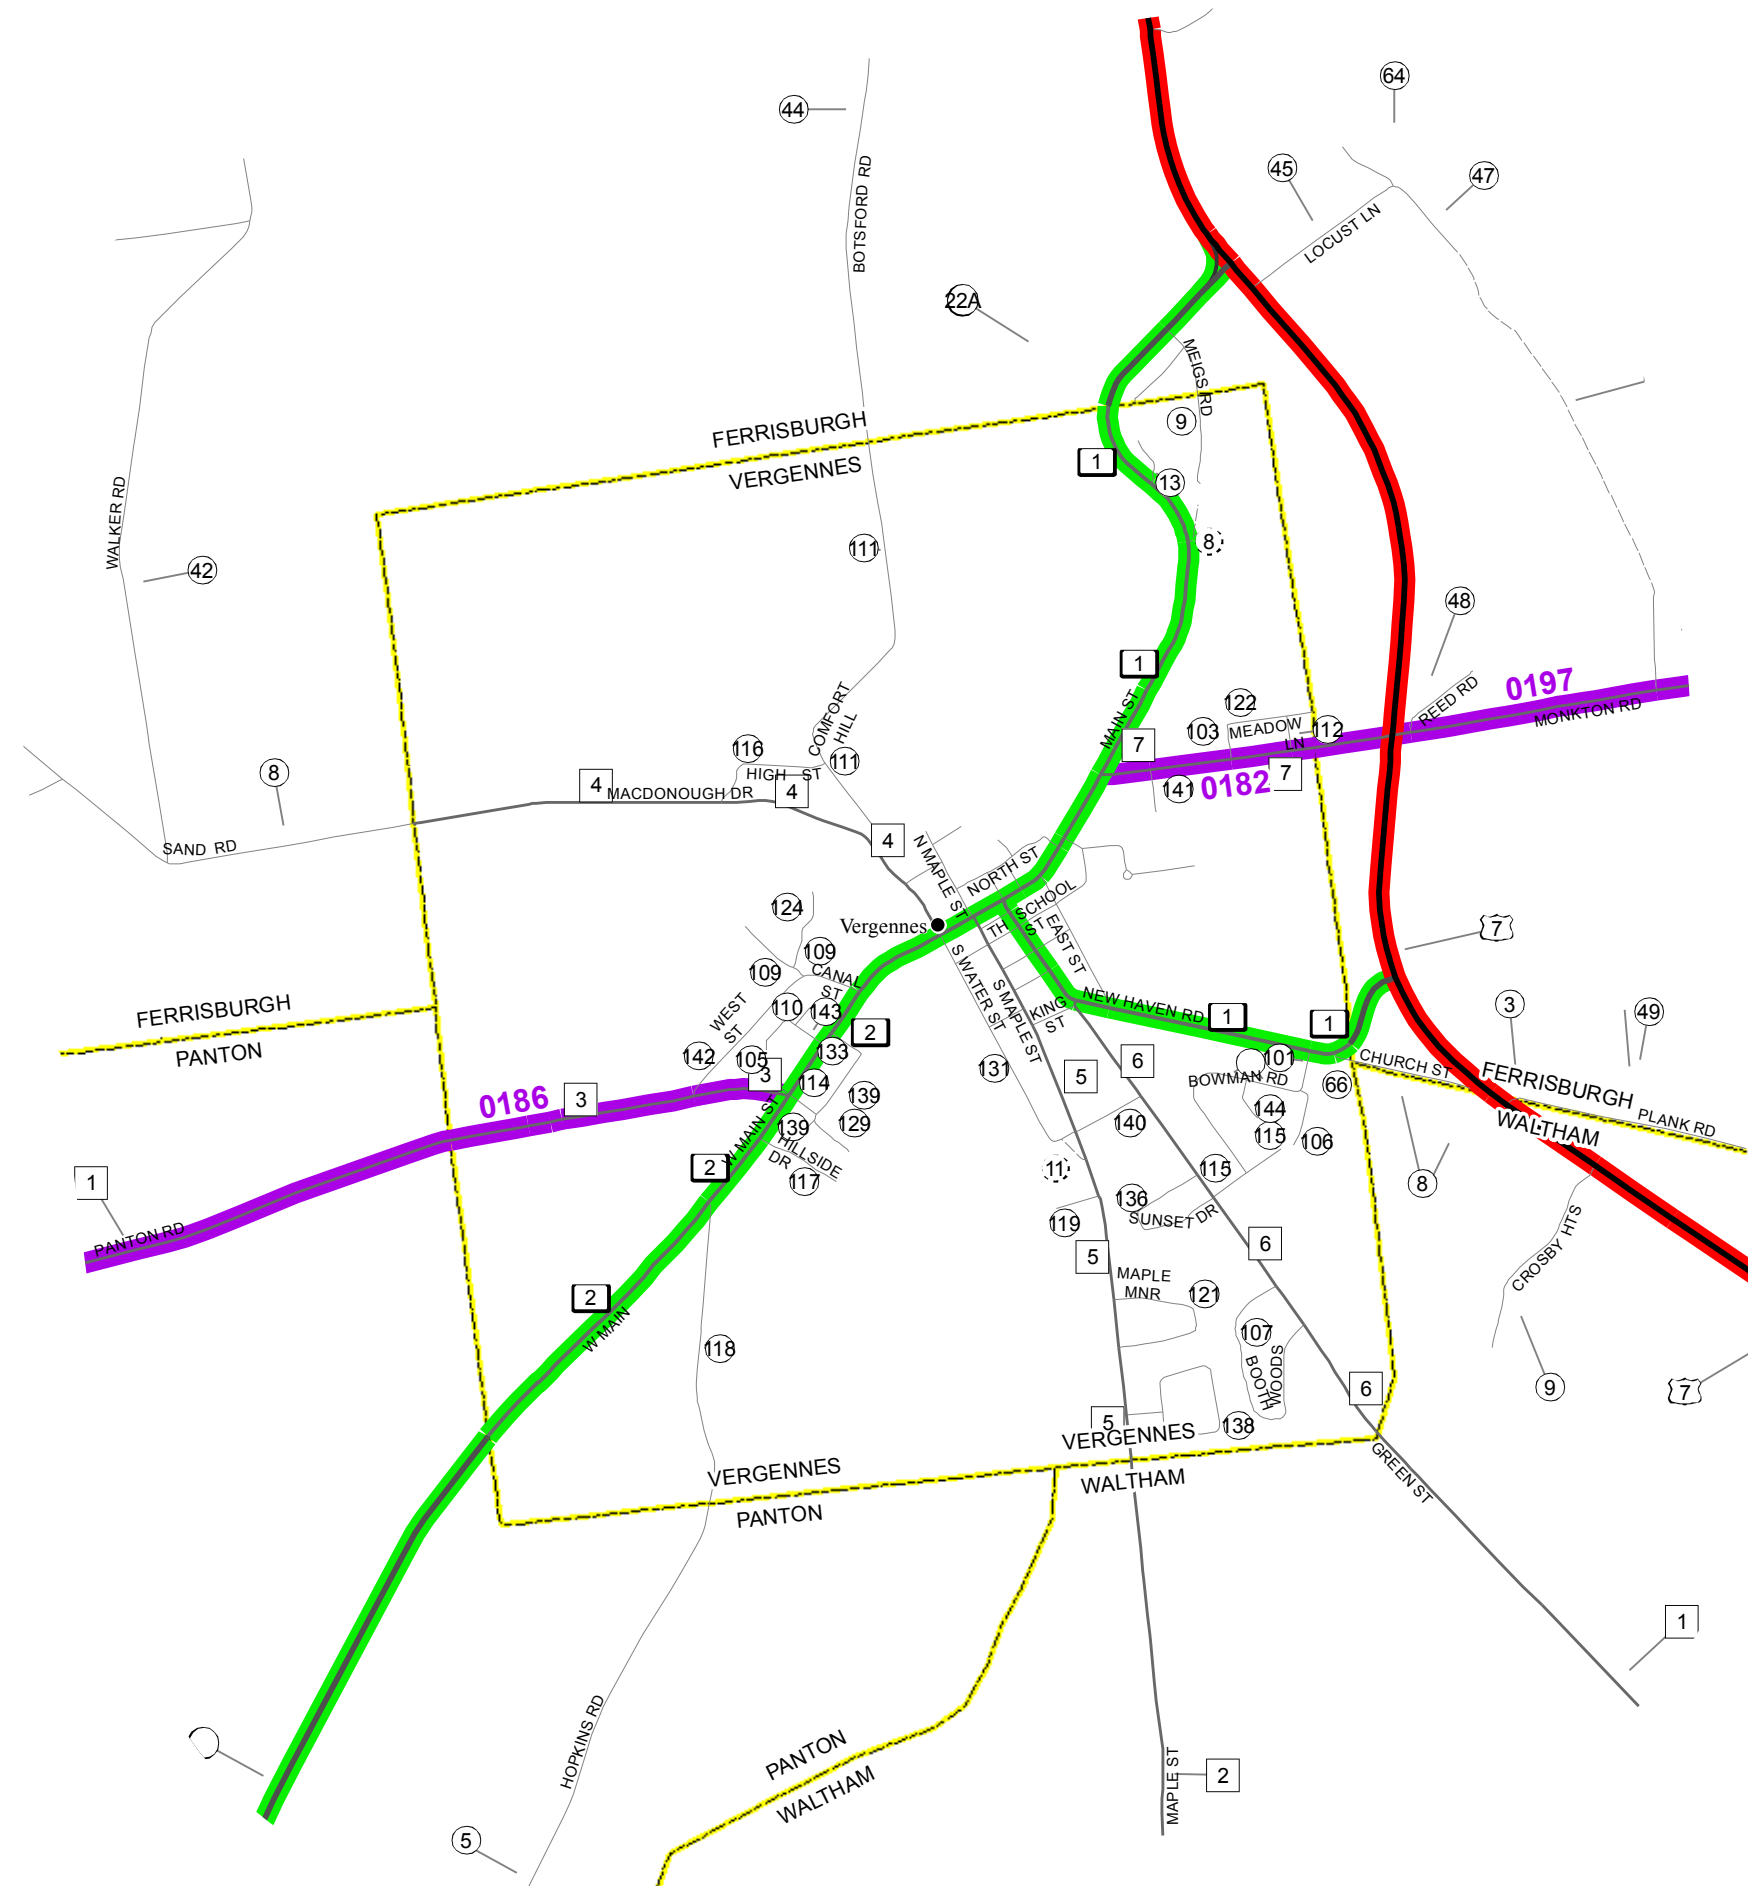 64
44
45
47
BOTSFORD RD
LOCUST LN
22A
MEIGS RD
9
FERRISBURGH
VERGENNES
1
13
WALKER RD
8
111
42
48
1
0197
REED RD
MONKTON RD
MAIN ST
122
103
MEADOW
LN
112
7
COMFORT
HILL
116
111
HIGH ST
8
4
MACDONOUGH DR
4
7
141
0182
4
SAND RD
N MALE ST
NORTH ST
SCHOOL
ST
TH
EAST ST
124
Vergennes
7
109
109
CANAL
ST
S WATER ST
S MAPLE ST
KING
ST
NEW HAVEN RD
1
1
3
49
WEST
ST
110
143
2
FERRISBURGH
PANTON
142
105
133
3
114
131
5
6
101
66
CHURCH ST
BOWMAN RD
FERRISBURGH
WALTHAM
PLANK RD
0186
3
139
129
139
W MAIN ST
HILLSIDE
DR
117
2
140
144
115
106
11
115
8
1
PANTON RD
136
119
SUNSET DR
6
5
CROSBY HTS
MAPLE
MNR
121
2
W MAIN
118
107
BOOTH
WOODS
6
9
7
5
138
VERGENNES
WALTHAM
VERGENNES
PANTON
GREEN ST
1
HOPKINS RD
PANTON
WALTHAM
MAPLE ST
2
5